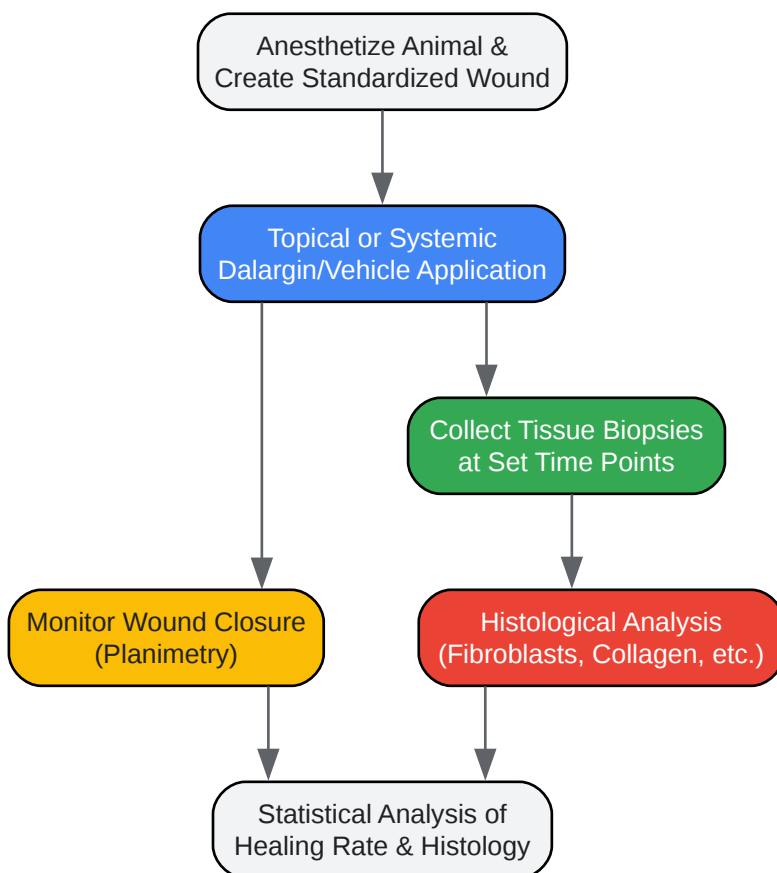 Anesthetize Animal &
Create Standardized Wound
Topical or Systemic
Dalargin/Vehicle Application
Collect Tissue Biopsies
at Set Time Points
Monitor Wound Closure
(Planimetry)
Histological Analysis
(Fibroblasts, Collagen, etc.)
Statistical Analysis of
Healing Rate & Histology